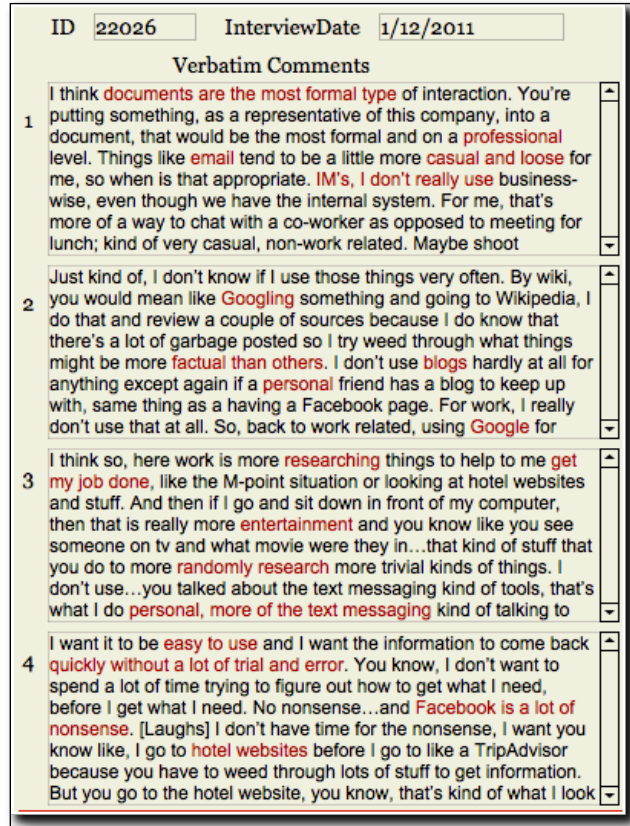 ID 22026 InterviewDate 1/12/2011
Verbatim Comments
1
I think documents are the most formal type of interaction. You're
putting something, as a representative of this company, into a
document, that would be the most formal and on a professional
level. Things like email tend to be a little more casual and loose for
me, so when is that appropriate. IM's, I don't really use business-
wise, even though we have the internal system. For me, that's
more of a way to chat with a co-worker as opposed to meeting for
lunch; kind of very casual, non-work related. Maybe shoot
2
Just kind of, I don't know if I use those things very often. By wiki,
you would mean like Googling something and going to Wikipedia, I
do that and review a couple of sources because I do know that
there's a lot of garbage posted so I try weed through what things
might be more factual than others. I don't use blogs hardly at all for
anything except again if a personal friend has a blog to keep up
with, same thing as a having a Facebook page. For work, I really
don't use that at all. So, back to work related, using Google for
3
I think so, here work is more researching things to help to me get
my job done, like the M-point situation or looking at hotel websites
and stuff. And then if I go and sit down in front of my computer,
then that is really more entertainment and you know like you see
someone on tv and what movie were they in…that kind of stuff that
you do to more randomly research more trivial kinds of things. I
don't use…you talked about the text messaging kind of tools, that's
what I do personal, more of the text messaging kind of talking to
4
I want it to be easy to use and I want the information to come back
quickly without a lot of trial and error. You know, I don't want to
spend a lot of time trying to figure out how to get what I need,
before I get what I need. No nonsense…and Facebook is a lot of
nonsense. [Laughs] I don't have time for the nonsense, I want you
know like, I go to hotel websites before I go to like a TripAdvisor
because you have to weed through lots of stuff to get information.
But you go to the hotel website, you know, that's kind of what I look